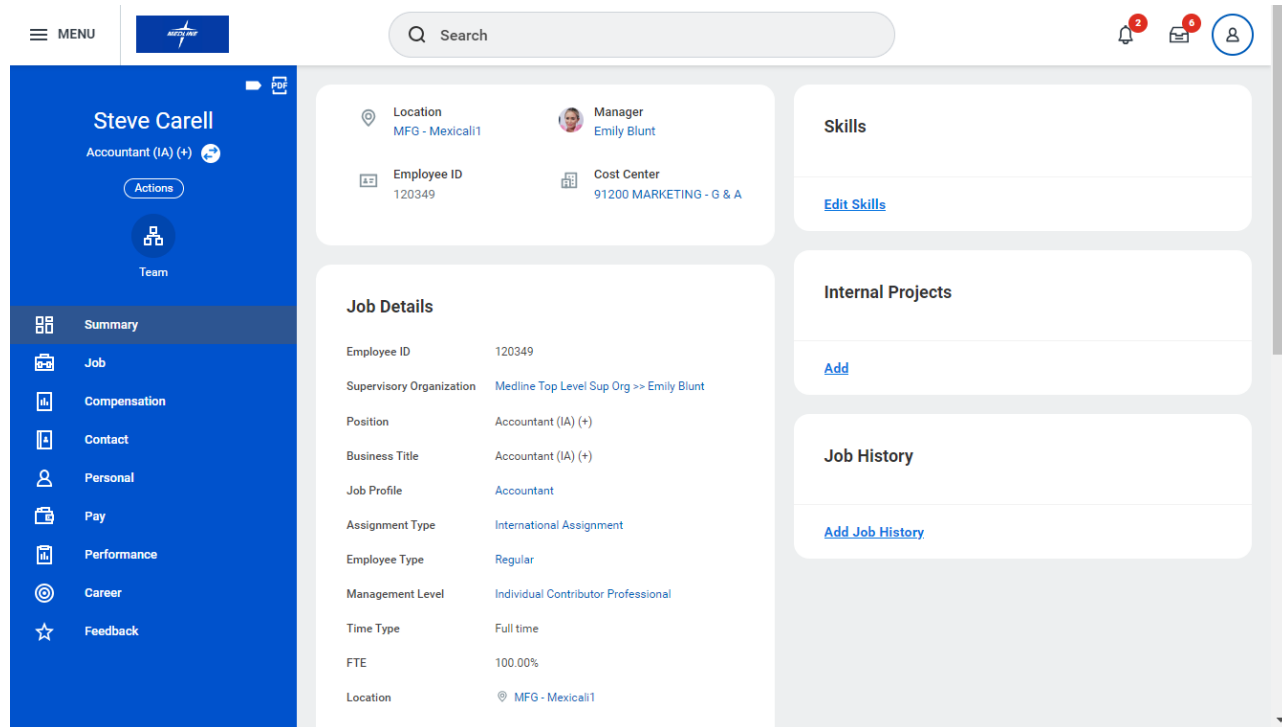 MENU
MEDLINE
Search
2
6
PDF
Steve Carell
Accountant (IA) (+)
Actions
Team
Summary
Job
Compensation
Contact
Personal
Pay
Performance
Career
Feedback
Location
MFG - Mexicali1
Manager
Emily Blunt
Employee ID
120349
Cost Center
91200 MARKETING - G & A
Job Details
Employee ID 120349
Supervisory Organization Medline Top Level Sup Org >> Emily Blunt
Position Accountant (IA) (+)
Business Title Accountant (IA) (+)
Job Profile Accountant
Assignment Type International Assignment
Employee Type Regular
Management Level Individual Contributor Professional
Time Type Full time
FTE 100.00%
Location MFG - Mexicali1
Skills
Edit Skills
Internal Projects
Add
Job History
Add Job History